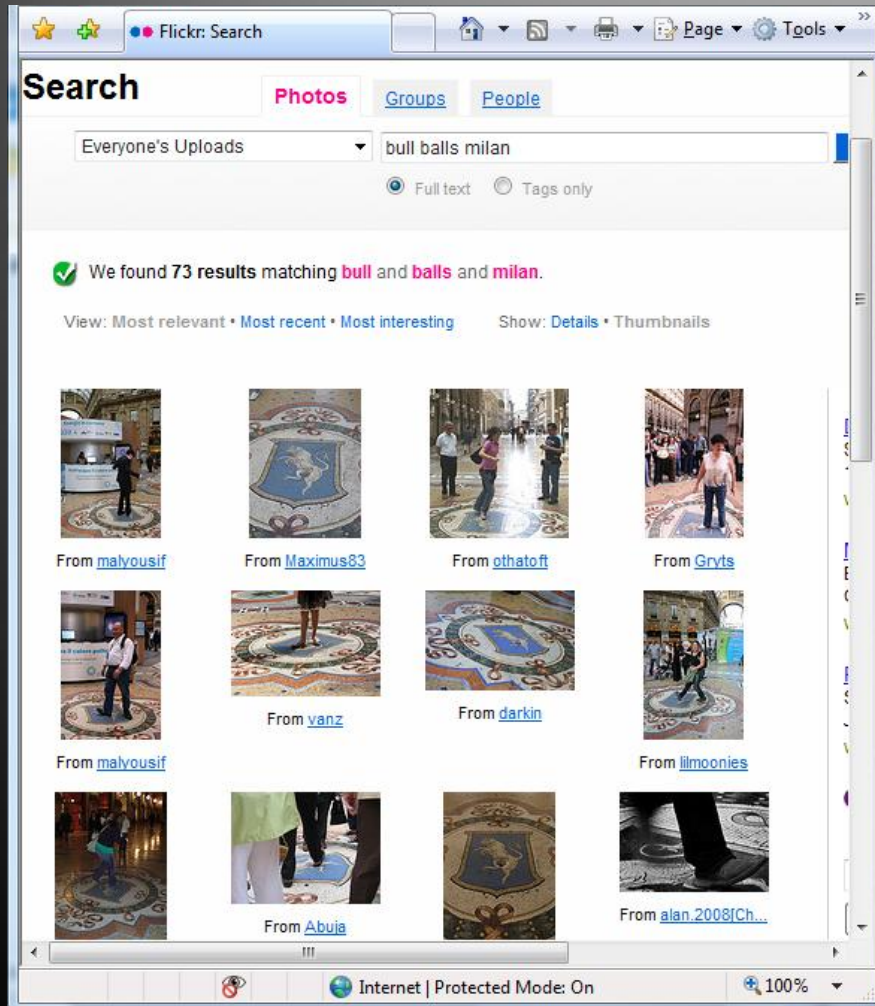 Flickr: Search
Page
Tools
Search
Photos
Groups
People
Everyone's Uploads
bull balls milan
Full text
Tags only
We found 73 results matching bull and balls and milan.
View: Most relevant • Most recent • Most interesting
Show: Details • Thumbnails
From malyousif
From Maximus83
From othatoft
From Gryts
From malyousif
From vanz
From darkin
From lilmoonies
From Abuja
From alan.2008[Ch...
Internet | Protected Mode: On
100%